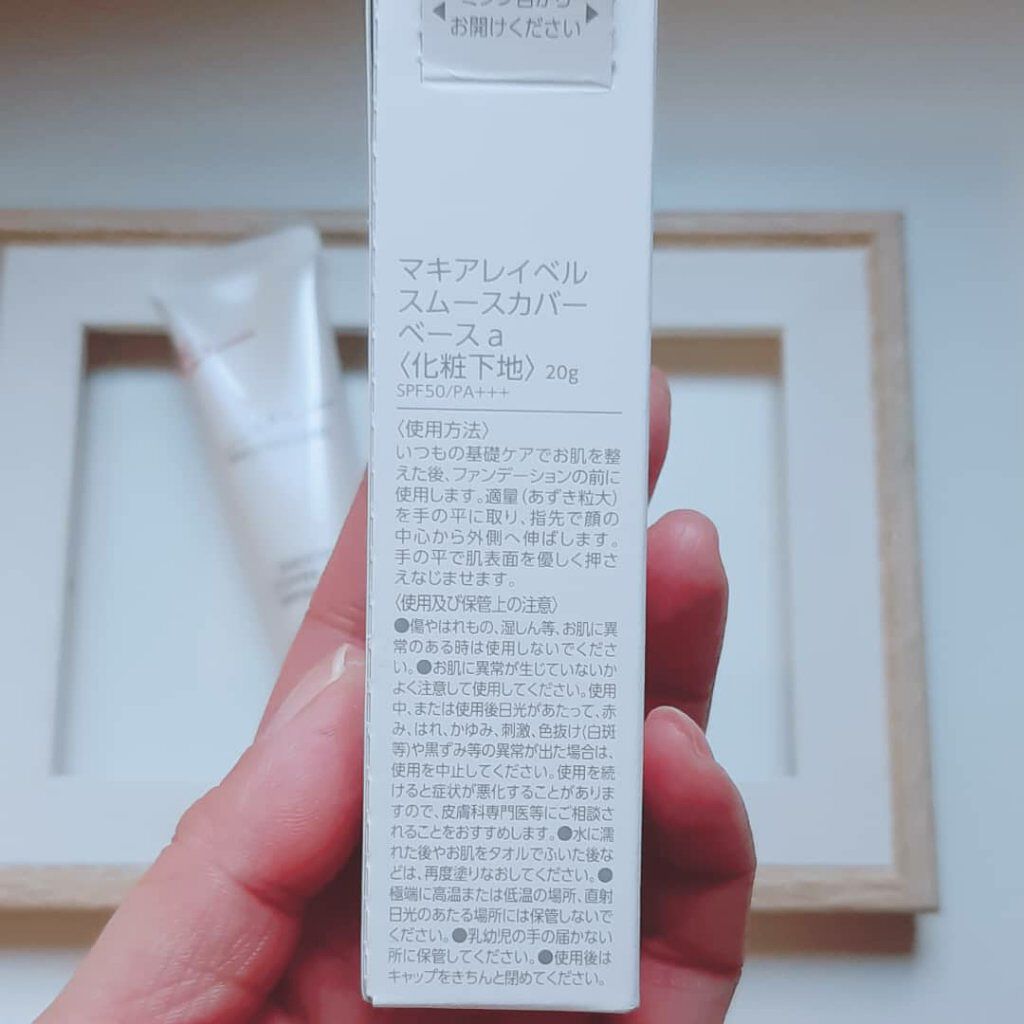 お開けください
マキアレイベル
スムースカバー
ベースa
〈化粧下地〉 20g
SPF50/PA+++
〈使用方法〉
いつもの基礎ケアでお肌を整
えた後、ファンデーションの前に
使用します。適量(あずき粒大)
を手の平に取り、指先で顔の
中心から外側へ伸ばします。
手の平で肌表面を優しく押さ
えなじませます。
〈使用及び保管上の注意〉
●傷やはれもの、湿しん等、お肌に異
常のある時は使用しないでくださ
い。●お肌に異常が生じていないか
よく注意して使用してください。使用
中、または使用後日光があたって、赤
み、はれ、かゆみ、刺激、色抜け(白斑
等)や黒ずみ等の異常が出た場合は、
使用を中止してください。使用を続
けると症状が悪化することがありま
すので、皮膚科専門医等にご相談さ
れることをおすすめします。●水に濡
れた後やお肌をタオルでふいた後な
どは、再度塗りなおしてください。●
極端に高温または低温の場所、直射
日光のあたる場所には保管しないで
ください。●乳幼児の手の届かない
所に保管してください。●使用後は
キャップをきちんと閉めてください。